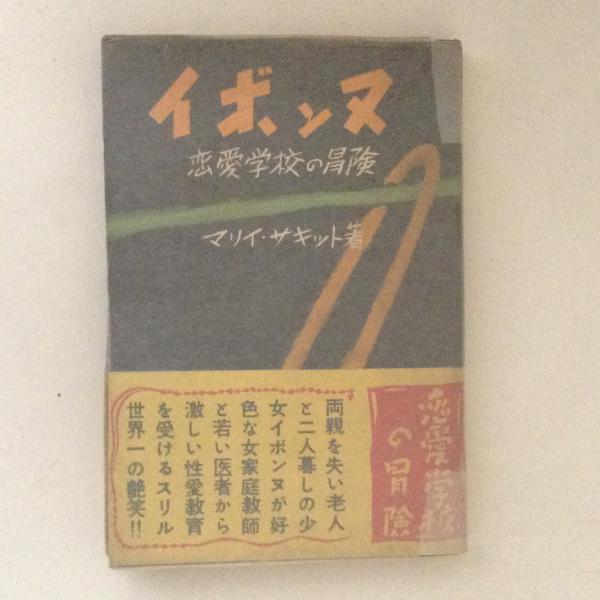 イボンヌ
恋愛学校の冒険
マリイ・サキット著
恋愛学校
の冒険
両親を失い老人
と二人暮しの少
女イボンヌが好
色な女家庭教師
と若い医者から
激しい性愛教育
を受けるスリル
世界一の艶笑!!